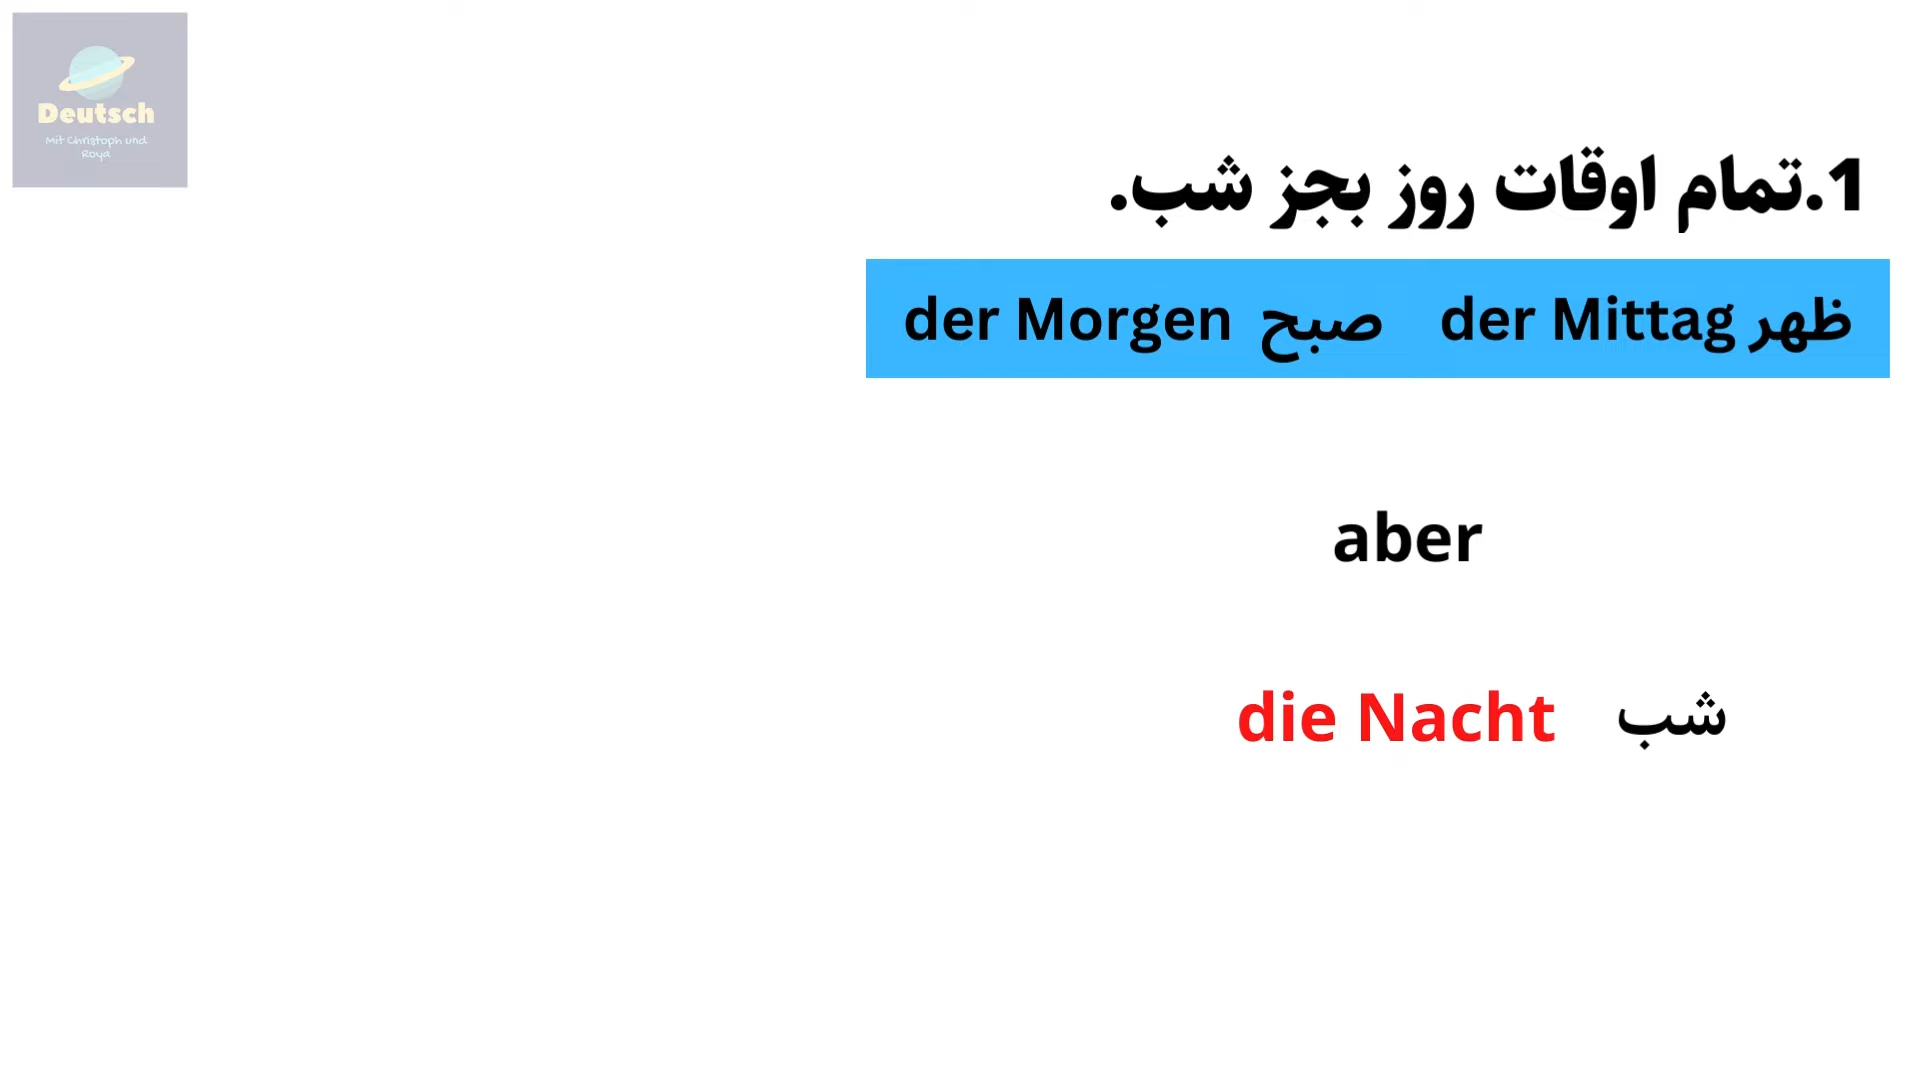 Deutsch
Mit Christoph und
Roya
1.تمام اوقات روز بجز شب.
der Morgen صبح der Mittag ظهر
aber
die Nacht شب